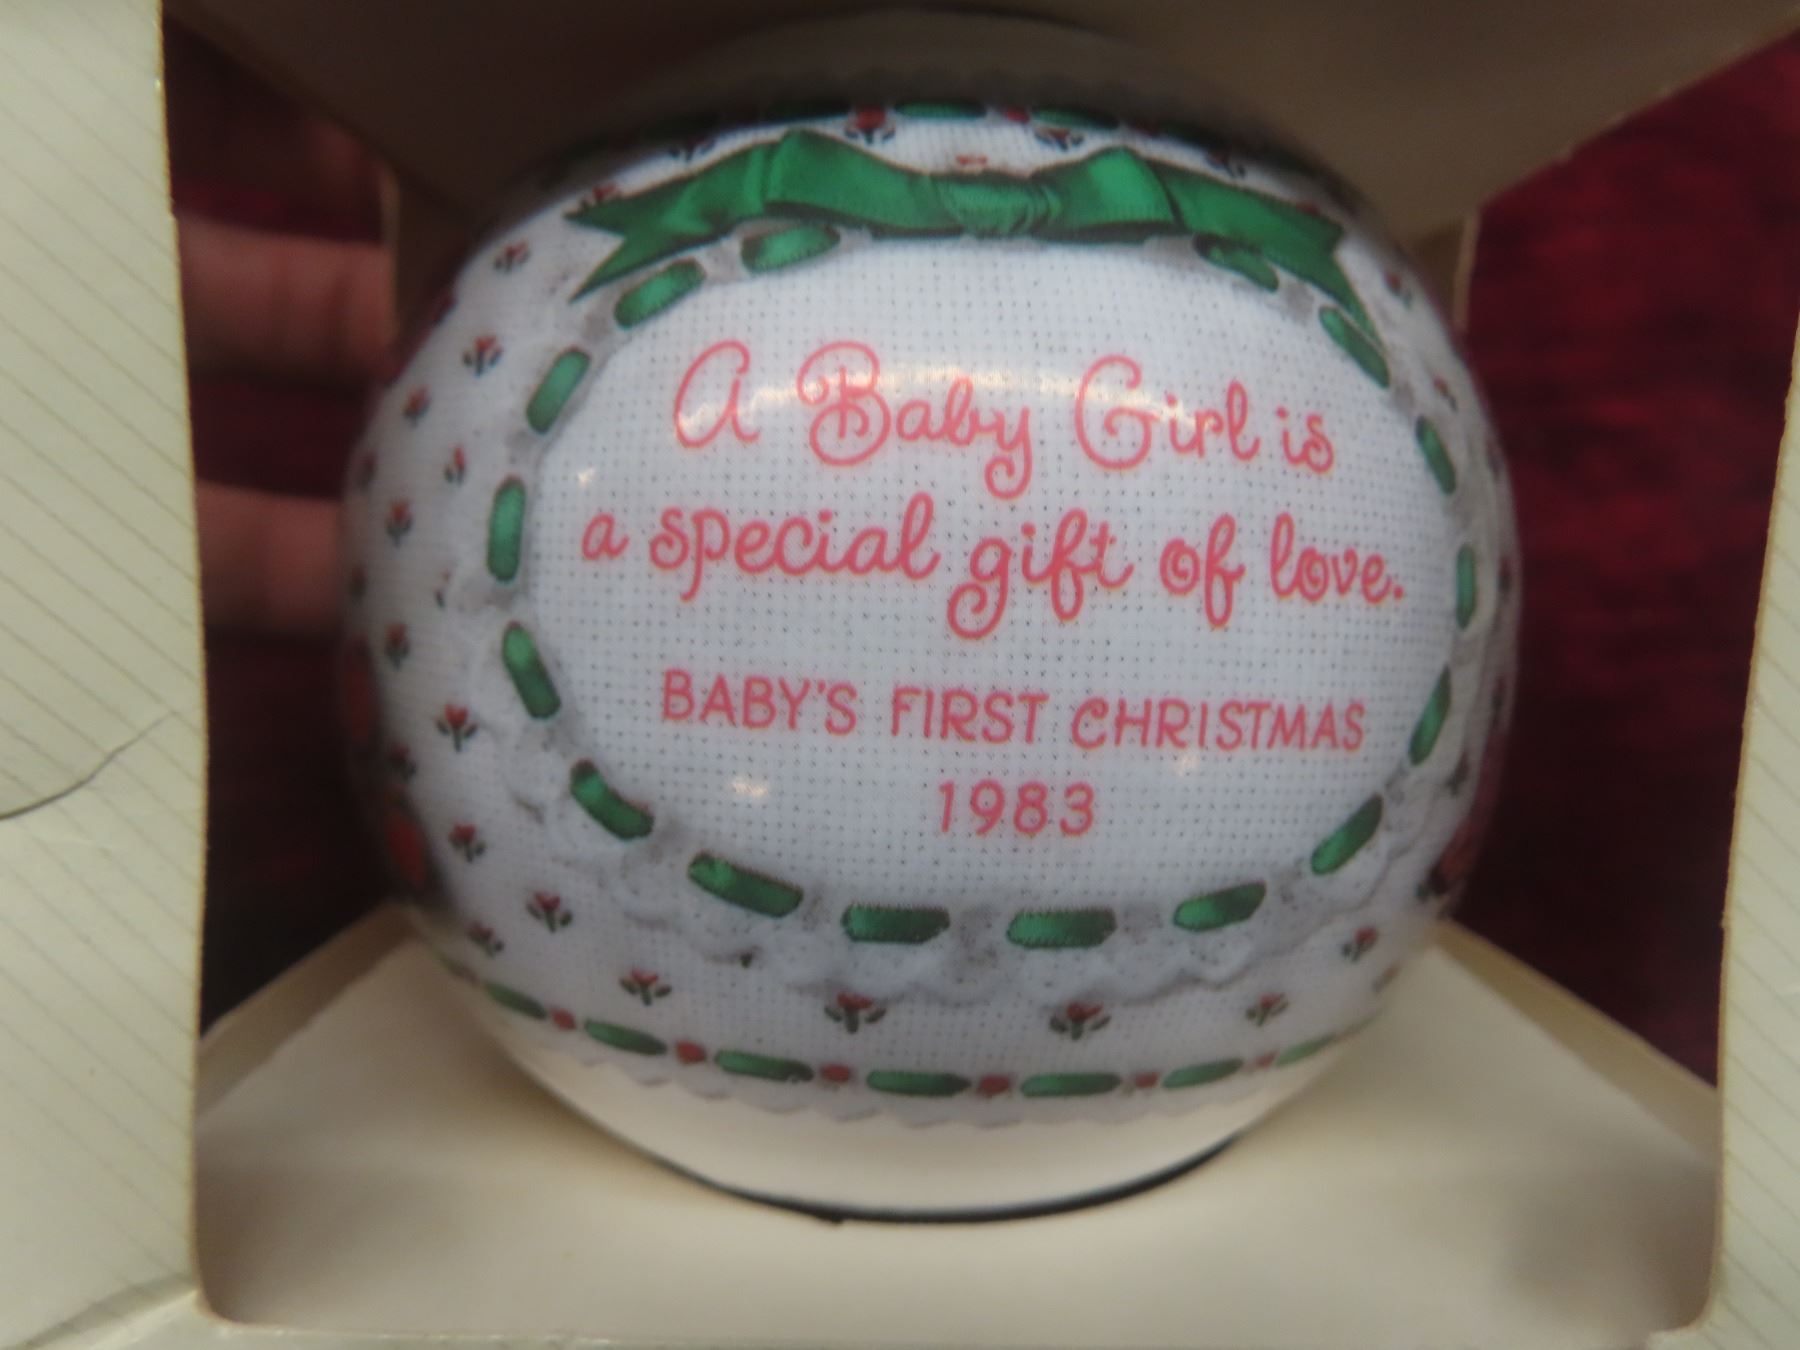 A Baby Girl is
a special gift of love.
BABY'S FIRST CHRISTMAS
1983